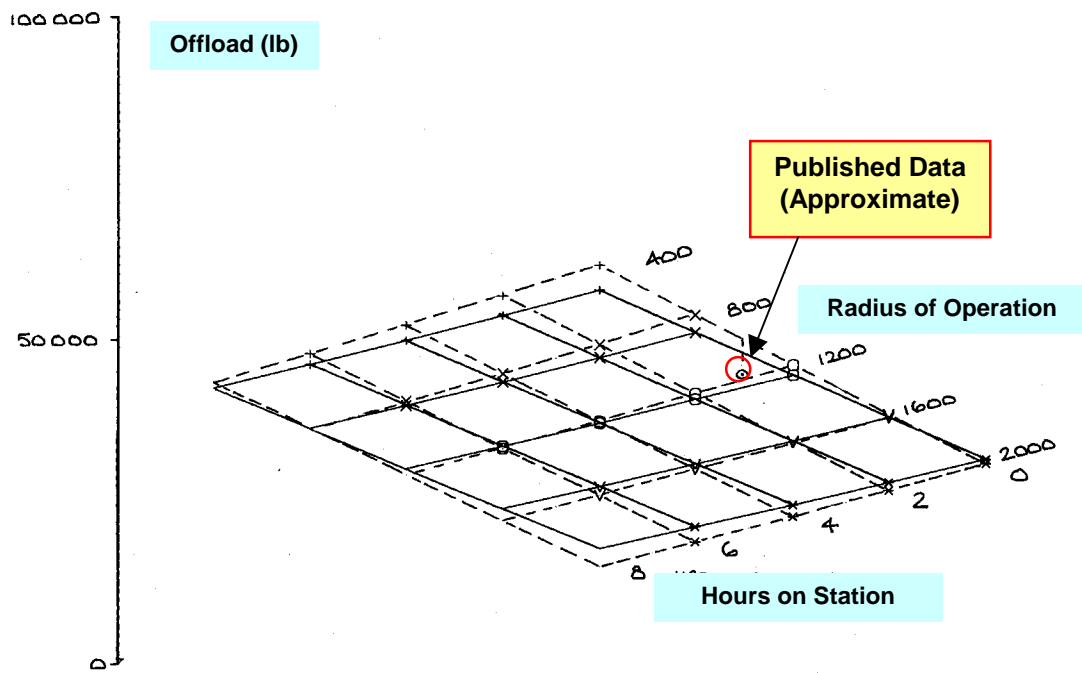 100 000
Offload (lb)
Published Data
(Approximate)
400
800
Radius of Operation
50 000
1200
1600
2000
0
2
4
6
8
Hours on Station
0